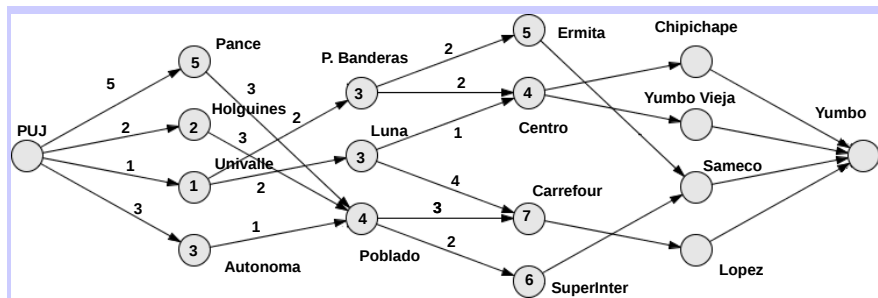 PUJ
5
2
1
3
Pance
5
Holguines
2
Univalle
1
Autonoma
3
3
3
2
2
1
P. Banderas
3
Luna
3
Poblado
4
2
2
1
4
3
2
Ermita
5
Centro
4
Carrefour
7
SuperInter
6
Chipichape
Yumbo Vieja
Sameco
Lopez
Yumbo